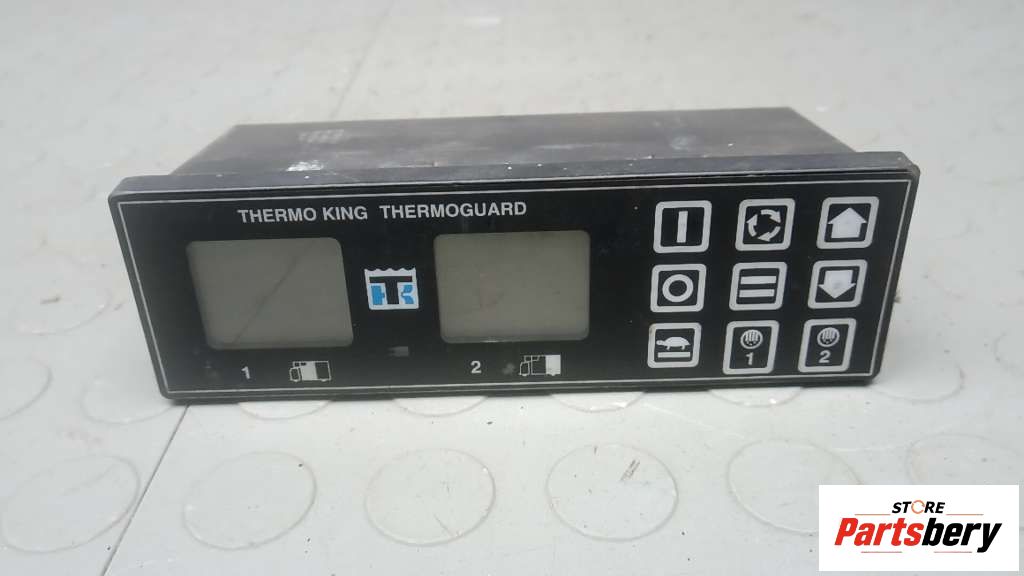 THERMO KING THERMOGUARD
TK
1
2
1
2
STORE
Partsbery